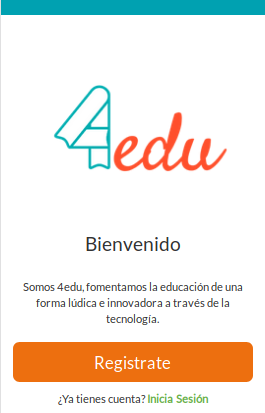 4edu
Bienvenido
Somos 4edu, fomentamos la educación de una
forma lúdica e innovadora a través de la
tecnología.
Registrate
¿Ya tienes cuenta? Inicia Sesión